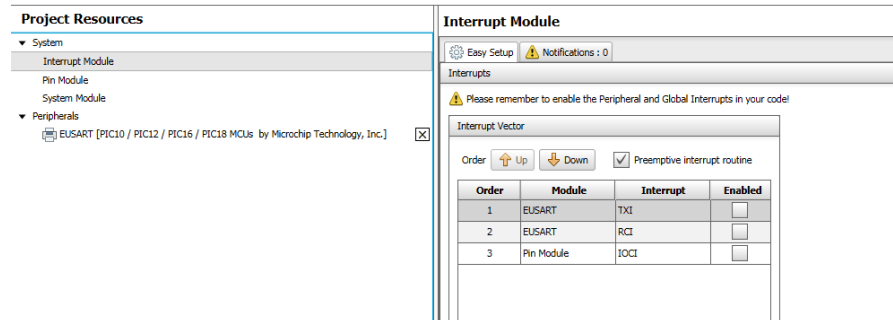 Project Resources
System
Interrupt Module
Pin Module
System Module
Peripherals
EUSART [PIC10 / PIC12 / PIC16 / PIC18 MCUs by Microchip Technology, Inc.]
Interrupt Module
Easy Setup Notifications : 0
Interrupts
Please remember to enable the Peripheral and Global Interrupts in your code!
Interrupt Vector
Order Up Down Preemptive interrupt routine
Order Module Interrupt Enabled
1 EUSART TXI
2 EUSART RCI
3 Pin Module IOCI